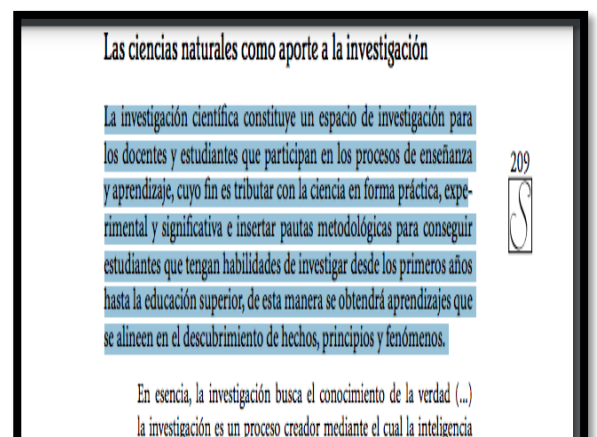 Las ciencias naturales como aporte a la investigación
La investigación científica constituye un espacio de investigación para
los docentes y estudiantes que participan en los procesos de enseñanza
y aprendizaje, cuyo fin es tributar con la ciencia en forma práctica, expe-
rimental y significativa e insertar pautas metodológicas para conseguir
estudiantes que tengan habilidades de investigar desde los primeros años
hasta la educación superior, de esta manera se obtendrá aprendizajes que
se alineen en el descubrimiento de hechos, principios y fenómenos.
209
S
En esencia, la investigación busca el conocimiento de la verdad (...)
la investigación es un proceso creador mediante el cual la inteligencia